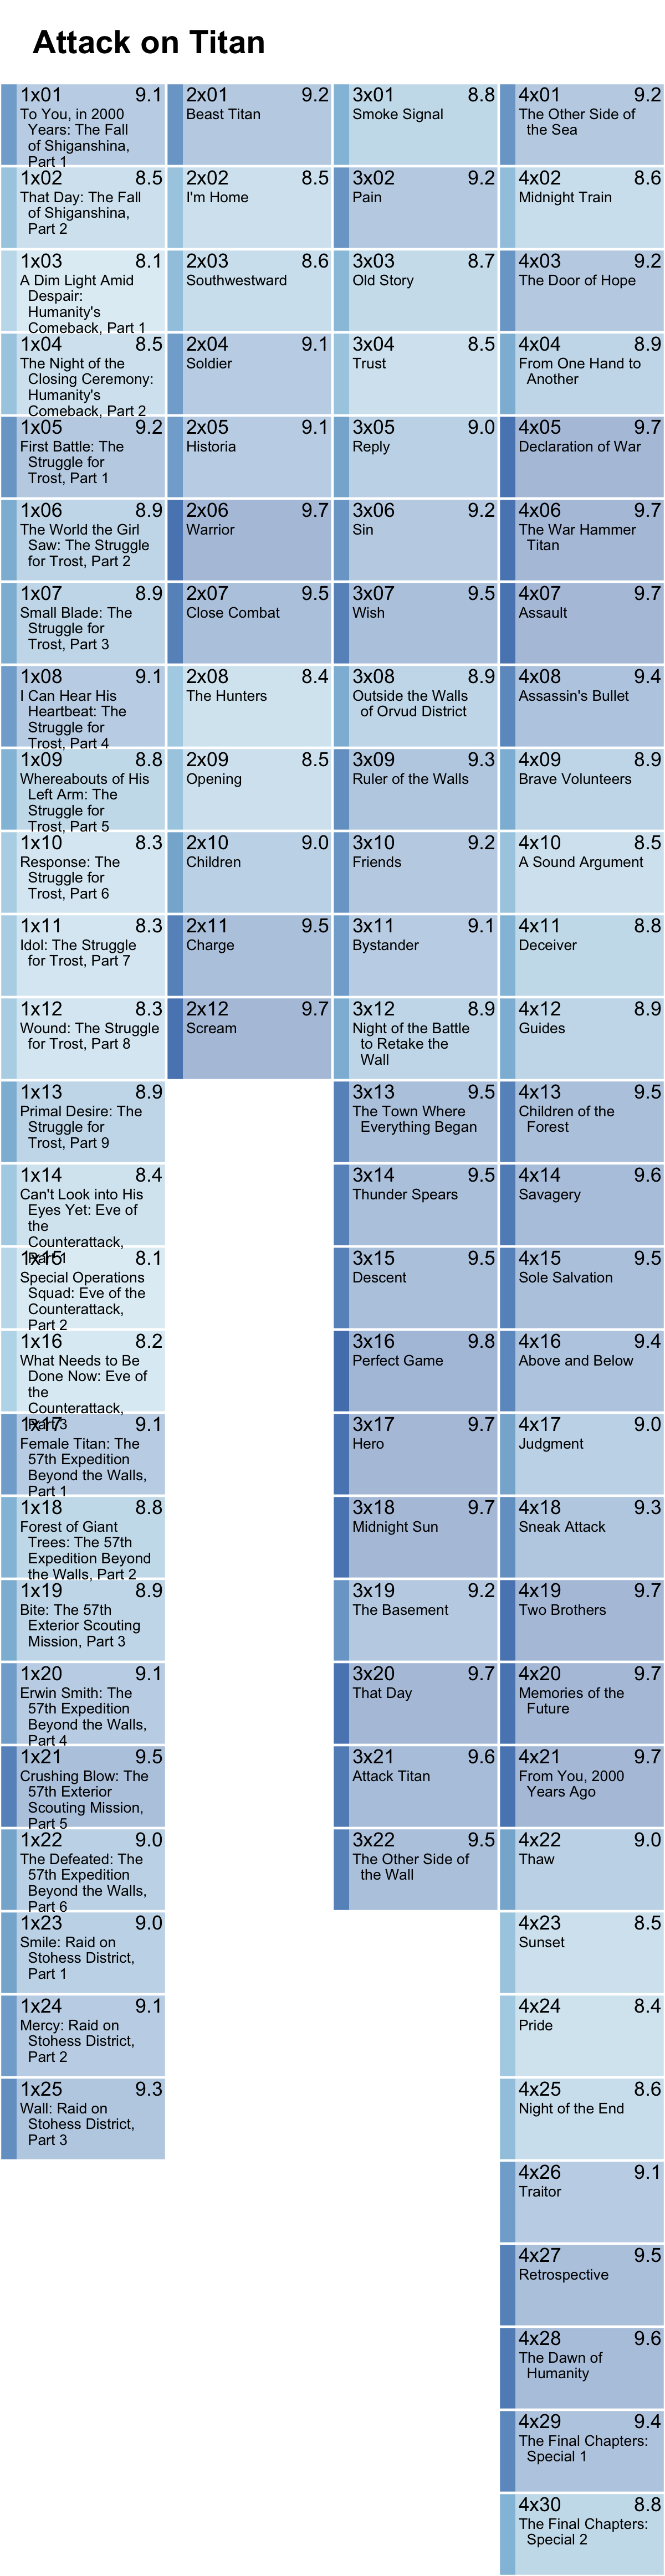 Attack on Titan
1x01 9.1
To You, in 2000
Years: The Fall
of Shiganshina,
Part 1
1x02 8.5
That Day: The Fall
of Shiganshina,
Part 2
1x03 8.1
A Dim Light Amid
Despair:
Humanity's
Comeback, Part 1
1x04 8.5
The Night of the
Closing Ceremony:
Humanity's
Comeback, Part 2
1x05 9.2
First Battle: The
Struggle for
Trost, Part 1
1x06 8.9
The World the Girl
Saw: The Struggle
for Trost, Part 2
1x07 8.9
Small Blade: The
Struggle for
Trost, Part 3
1x08 9.1
I Can Hear His
Heartbeat: The
Struggle for
Trost, Part 4
1x09 8.8
Whereabouts of His
Left Arm: The
Struggle for
Trost, Part 5
1x10 8.3
Response: The
Struggle for
Trost, Part 6
1x11 8.3
Idol: The Struggle
for Trost, Part 7
1x12 8.3
Wound: The Struggle
for Trost, Part 8
1x13 8.9
Primal Desire: The
Struggle for
Trost, Part 9
1x14 8.4
Can't Look into His
Eyes Yet: Eve of
the
Counterattack,
Part 1
1x15 8.1
Special Operations
Squad: Eve of the
Counterattack,
Part 2
1x16 8.2
What Needs to Be
Done Now: Eve of
the
Counterattack,
Part 3
1x17 9.1
Female Titan: The
57th Expedition
Beyond the Walls,
Part 1
1x18 8.8
Forest of Giant
Trees: The 57th
Expedition Beyond
the Walls, Part 2
1x19 8.9
Bite: The 57th
Exterior Scouting
Mission, Part 3
1x20 9.1
Erwin Smith: The
57th Expedition
Beyond the Walls,
Part 4
1x21 9.5
Crushing Blow: The
57th Exterior
Scouting Mission,
Part 5
1x22 9.0
The Defeated: The
57th Expedition
Beyond the Walls,
Part 6
1x23 9.0
Smile: Raid on
Stohess District,
Part 1
1x24 9.1
Mercy: Raid on
Stohess District,
Part 2
1x25 9.3
Wall: Raid on
Stohess District,
Part 3
2x01 9.2
Beast Titan
2x02 8.5
I'm Home
2x03 8.6
Southwestward
2x04 9.1
Soldier
2x05 9.1
Historia
2x06 9.7
Warrior
2x07 9.5
Close Combat
2x08 8.4
The Hunters
2x09 8.5
Opening
2x10 9.0
Children
2x11 9.5
Charge
2x12 9.7
Scream
3x01 8.8
Smoke Signal
3x02 9.2
Pain
3x03 8.7
Old Story
3x04 8.5
Trust
3x05 9.0
Reply
3x06 9.2
Sin
3x07 9.5
Wish
3x08 8.9
Outside the Walls
of Orvud District
3x09 9.3
Ruler of the Walls
3x10 9.2
Friends
3x11 9.1
Bystander
3x12 8.9
Night of the Battle
to Retake the
Wall
3x13 9.5
The Town Where
Everything Began
3x14 9.5
Thunder Spears
3x15 9.5
Descent
3x16 9.8
Perfect Game
3x17 9.7
Hero
3x18 9.7
Midnight Sun
3x19 9.2
The Basement
3x20 9.7
That Day
3x21 9.6
Attack Titan
3x22 9.5
The Other Side of
the Wall
4x01 9.2
The Other Side of
the Sea
4x02 8.6
Midnight Train
4x03 9.2
The Door of Hope
4x04 8.9
From One Hand to
Another
4x05 9.7
Declaration of War
4x06 9.7
The War Hammer
Titan
4x07 9.7
Assault
4x08 9.4
Assassin's Bullet
4x09 8.9
Brave Volunteers
4x10 8.5
A Sound Argument
4x11 8.8
Deceiver
4x12 8.9
Guides
4x13 9.5
Children of the
Forest
4x14 9.6
Savagery
4x15 9.5
Sole Salvation
4x16 9.4
Above and Below
4x17 9.0
Judgment
4x18 9.3
Sneak Attack
4x19 9.7
Two Brothers
4x20 9.7
Memories of the
Future
4x21 9.7
From You, 2000
Years Ago
4x22 9.0
Thaw
4x23 8.5
Sunset
4x24 8.4
Pride
4x25 8.6
Night of the End
4x26 9.1
Traitor
4x27 9.5
Retrospective
4x28 9.6
The Dawn of
Humanity
4x29 9.4
The Final Chapters:
Special 1
4x30 8.8
The Final Chapters:
Special 2